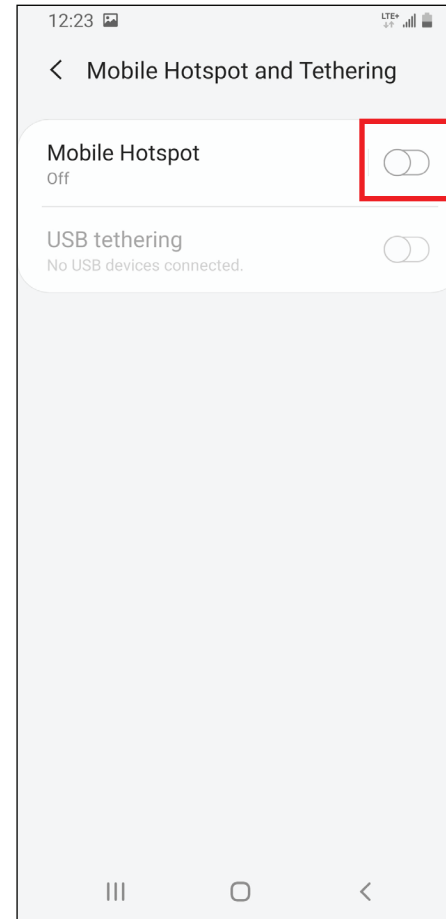 12:23
LTE+
Mobile Hotspot and Tethering
Mobile Hotspot
Off
USB tethering
No USB devices connected.